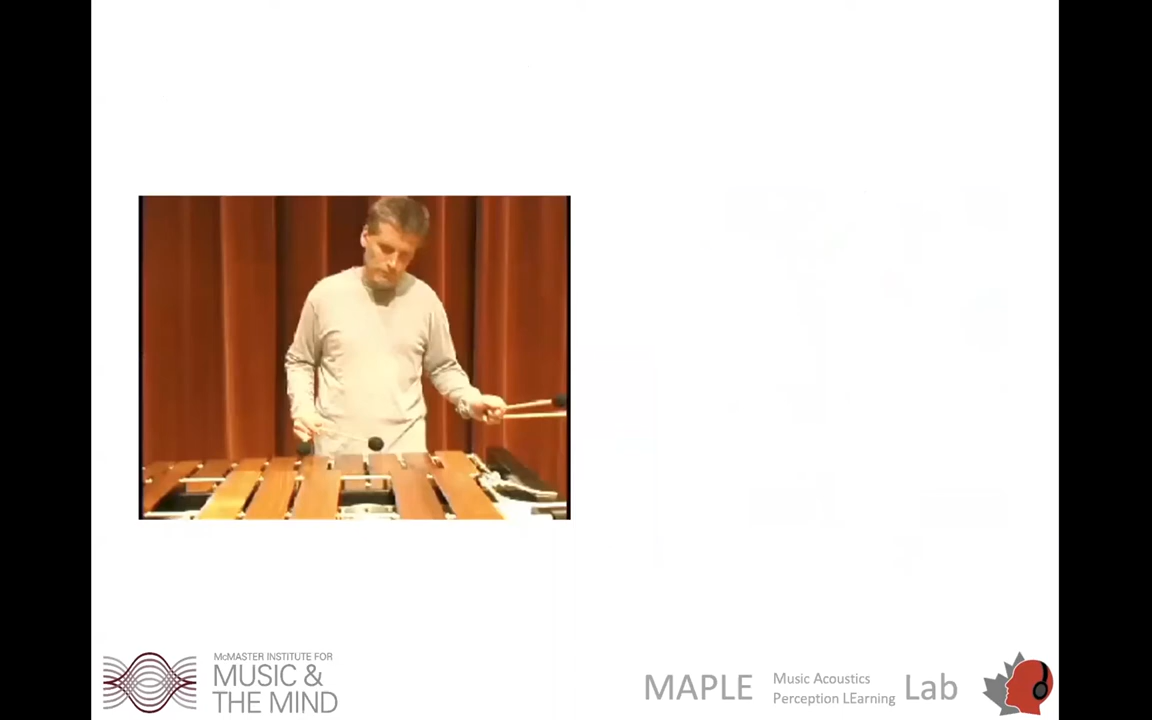 McMASTER INSTITUTE FOR
MUSIC &
THE MIND
MAPLE
Music Acoustics
Perception LEarning
Lab